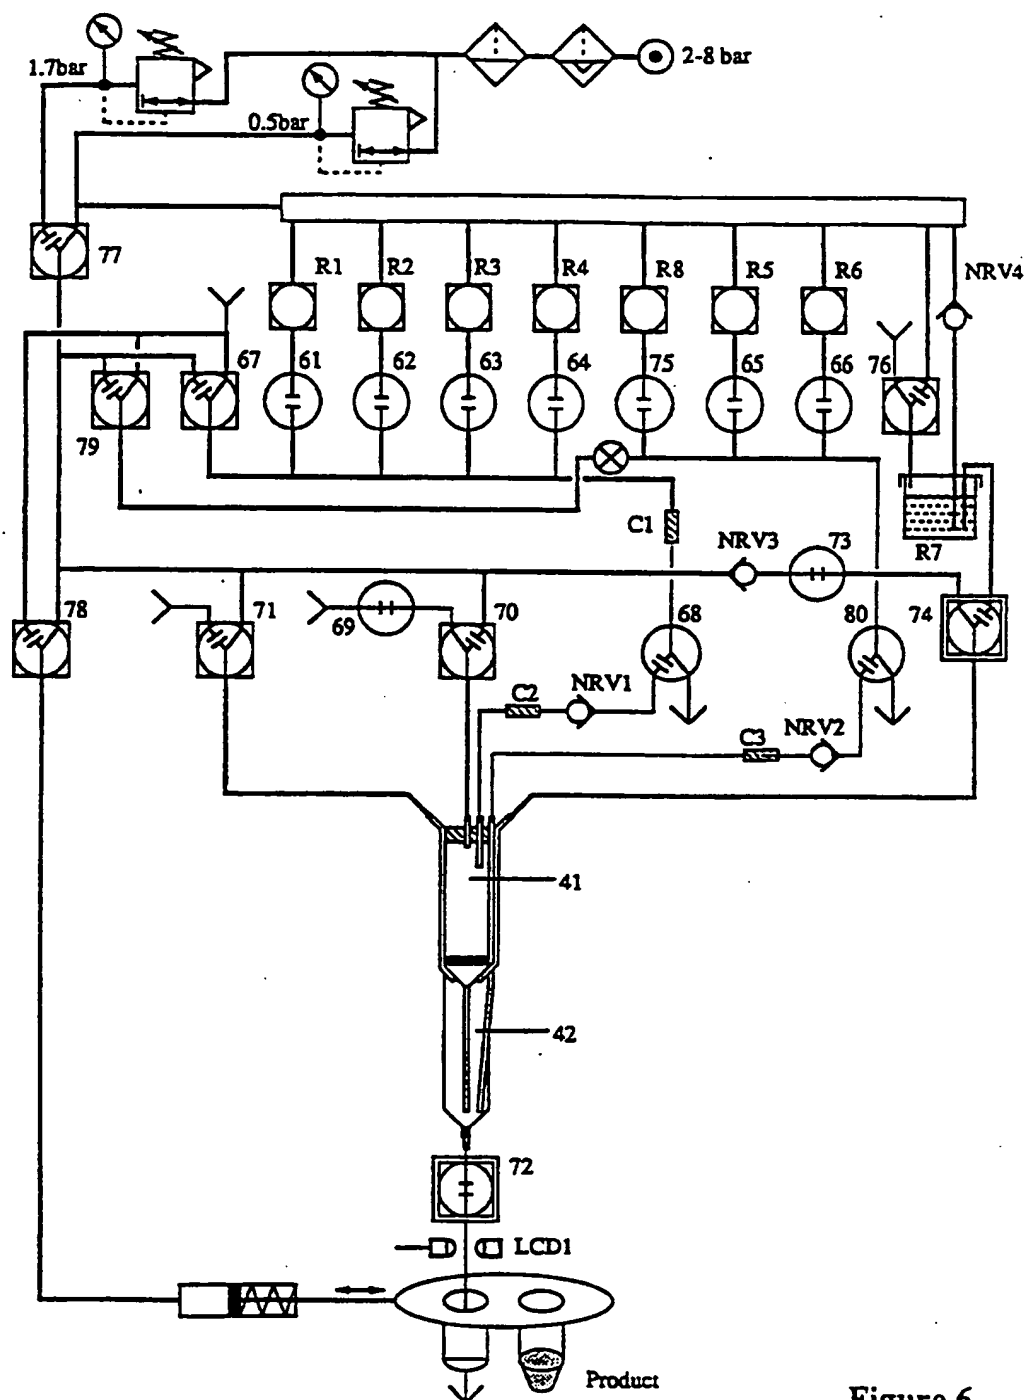 2-8 bar
1.7bar
0.5bar
77
R1 R2 R3 R4 R8 R5 R6 NRV4
67 61 62 63 64 75 65 66 76
79
C1 R7
NRV3 73
78 71 69 70 68 80 74
C2 NRV1
C3 NRV2
41
42
72
LCD1
Product
Figure 6